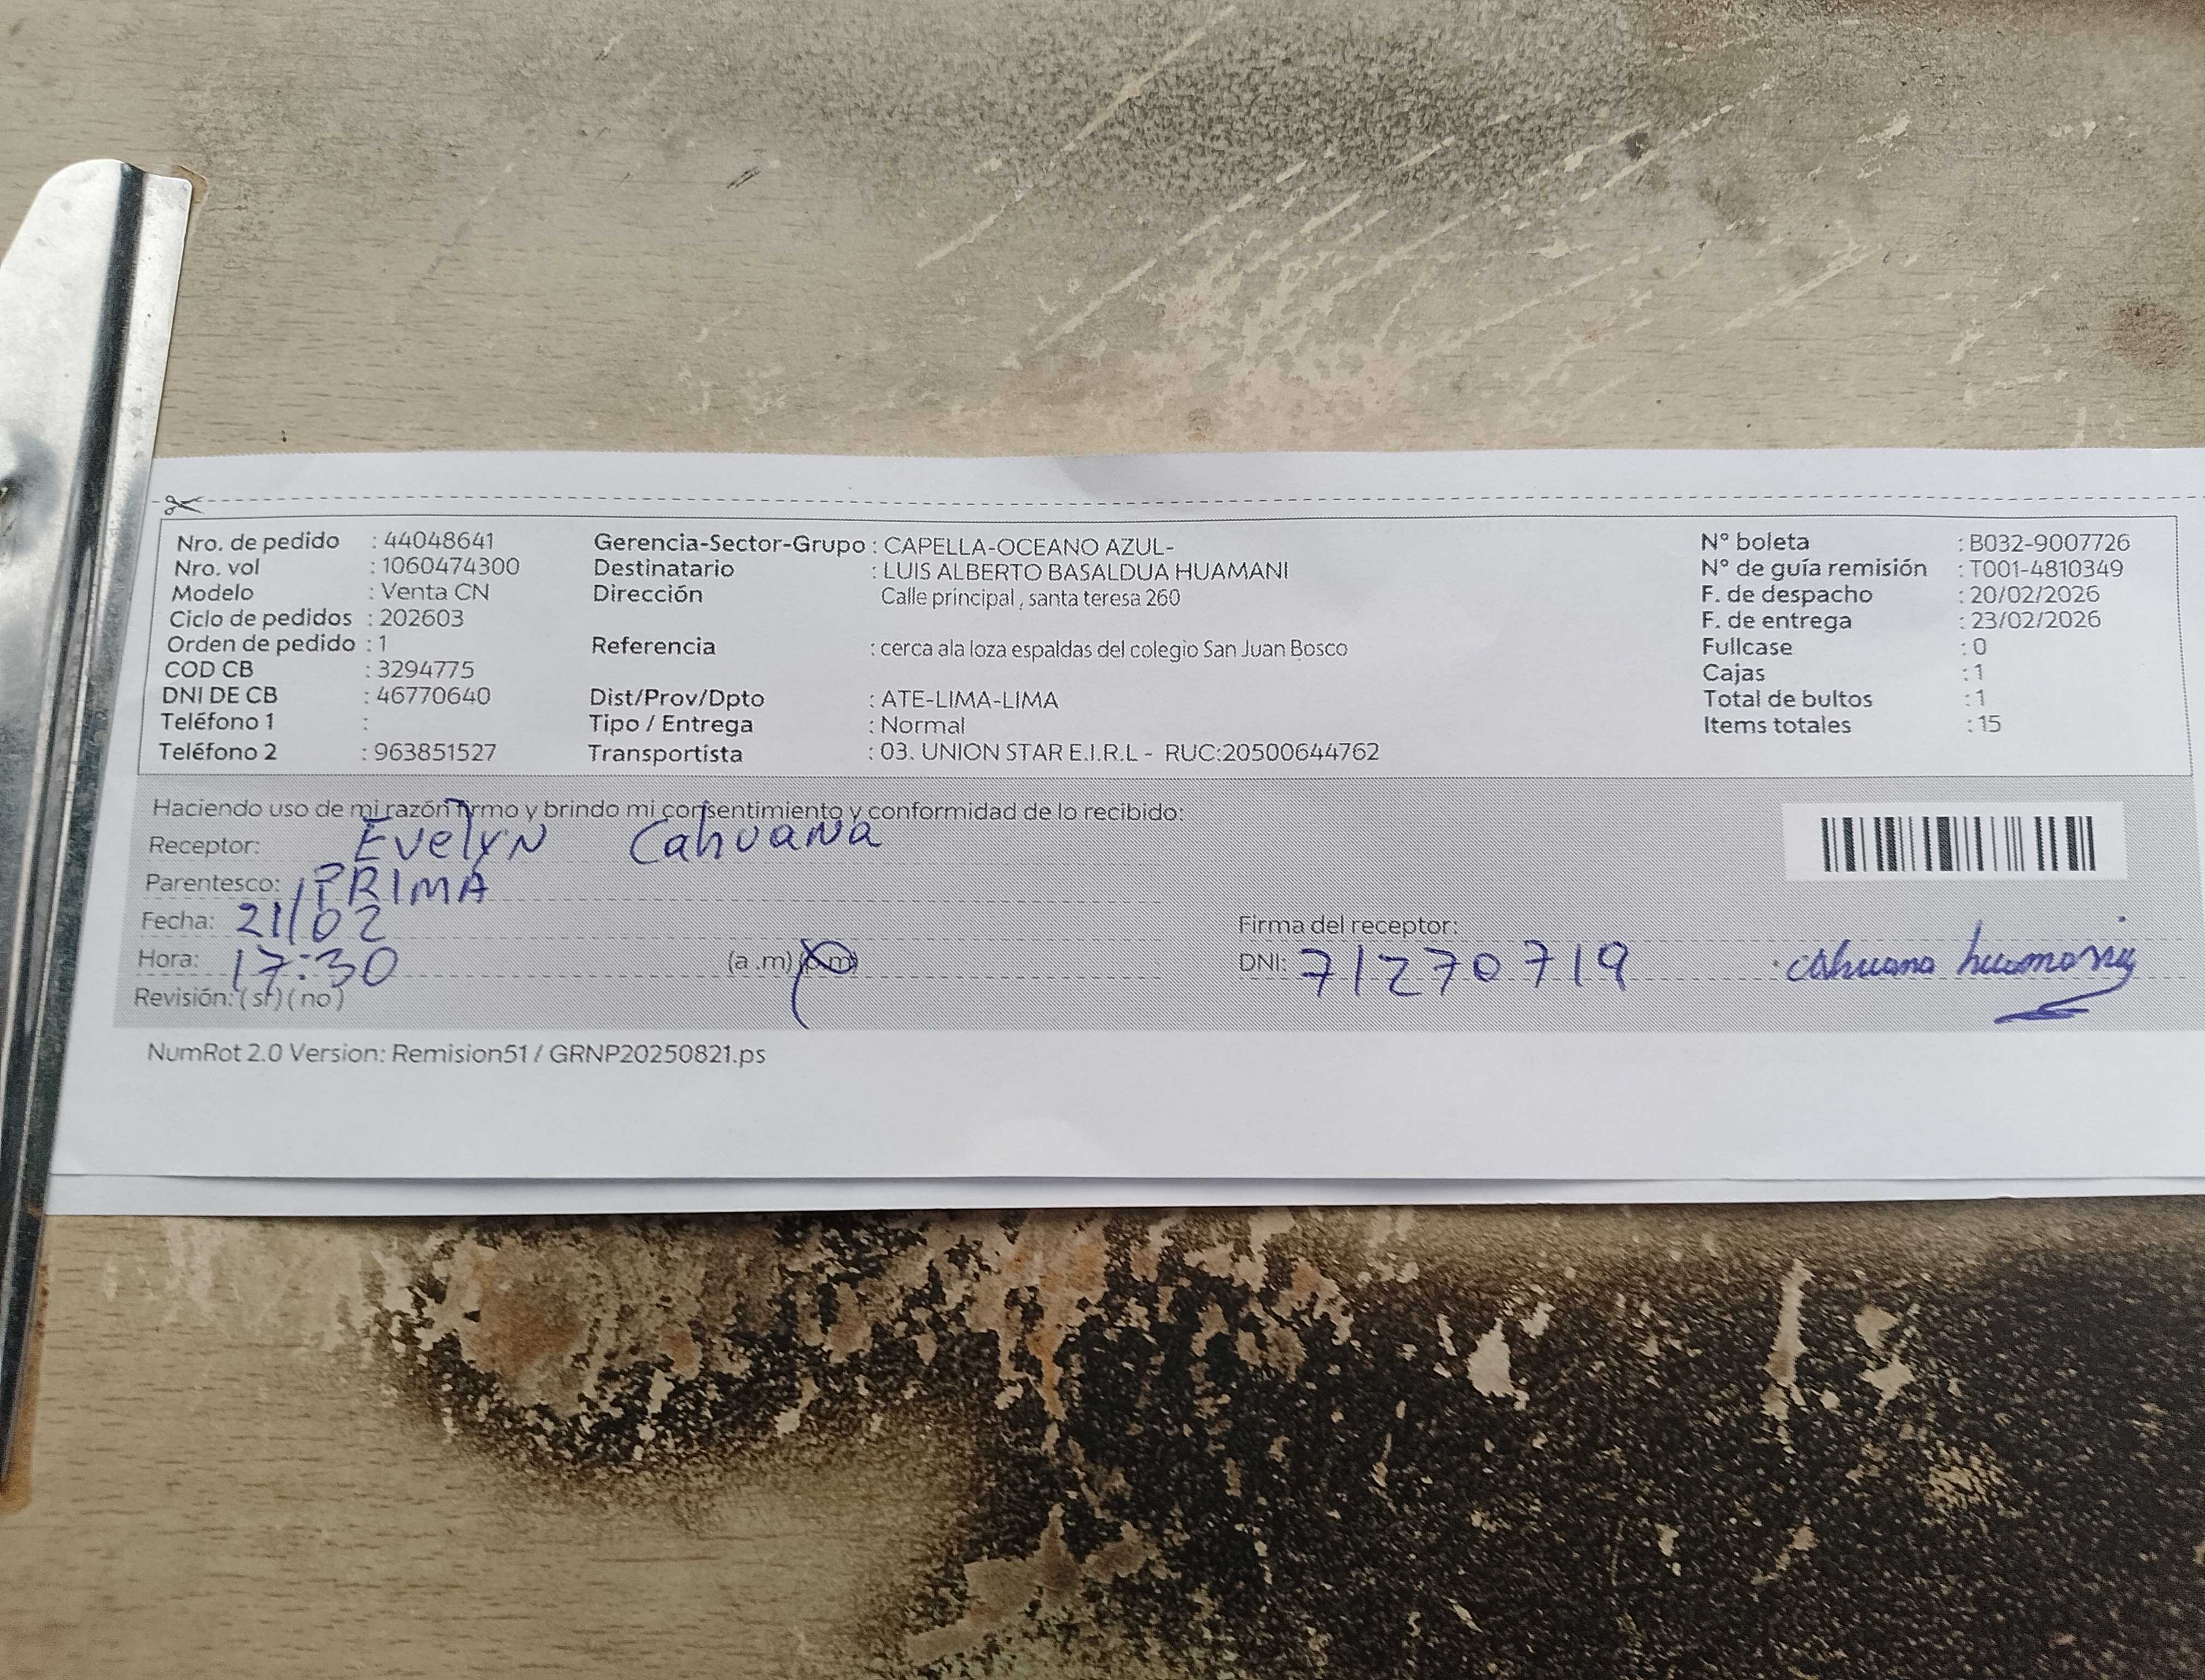 Nro. de pedido : 44048641 Gerencia-Sector-Grupo : CAPELLA-OCEANO AZUL- N° boleta : B032-9007726
Nro. vol : 1060474300 Destinatario : LUIS ALBERTO BASALDUA HUAMANI N° de guía remisión : T001-4810349
Modelo : Venta CN Dirección Calle principal , santa teresa 260 F. de despacho : 20/02/2026
Ciclo de pedidos : 202603 F. de entrega : 23/02/2026
Orden de pedido : 1 Referencia : cerca ala loza espaldas del colegio San Juan Bosco Fullcase : 0
COD CB : 3294775 Cajas : 1
DNI DE CB : 46770640 Dist/Prov/Dpto : ATE-LIMA-LIMA Total de bultos : 1
Teléfono 1 : Tipo / Entrega : Normal Items totales : 15
Teléfono 2 : 963851527 Transportista : 03. UNION STAR E.I.R.L - RUC:20500644762
Haciendo uso de mi razón firmo y brindo mi consentimiento y conformidad de lo recibido:
Receptor: Evelyn Cahuana
Parentesco: PRIMA
Fecha: 21/02 Firma del receptor:
Hora: 17:30 (a .m) (p.m) DNI: 71270719 Cahuana huamani
Revisión: (si) (no)
NumRot 2.0 Version: Remision51 / GRNP20250821.ps